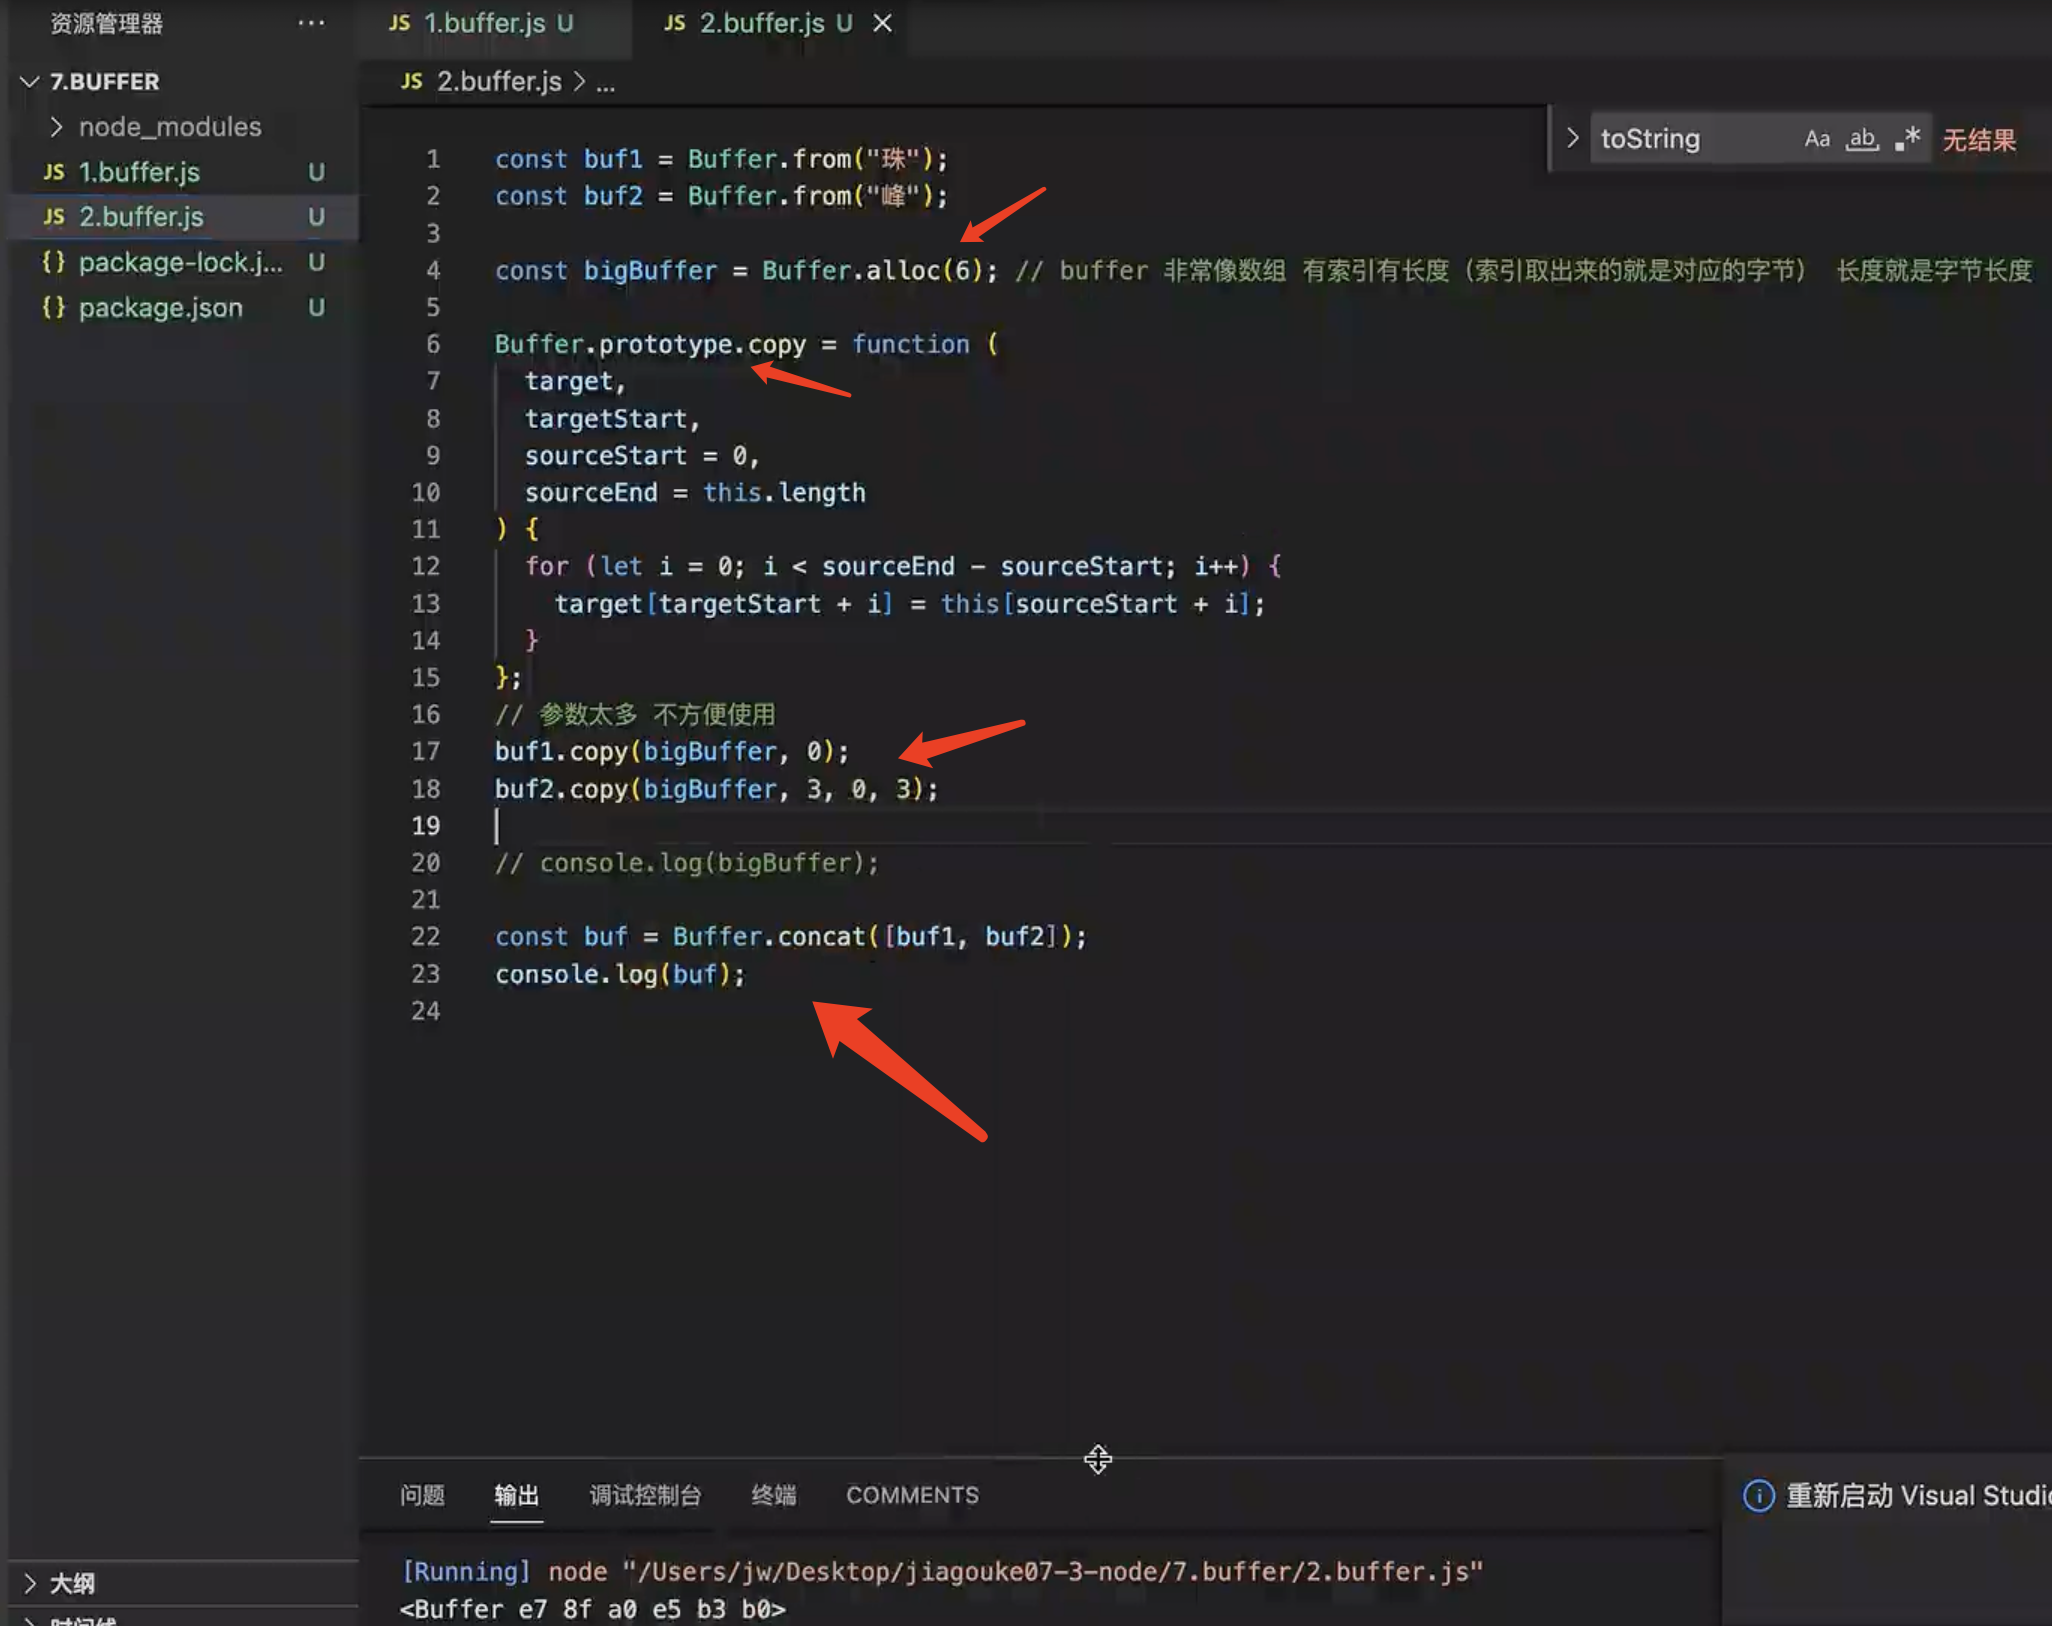 资源管理器 ···
JS 1.buffer.js U
JS 2.buffer.js U
7.BUFFER
JS 2.buffer.js > ...
node_modules
JS 1.buffer.js U
JS 2.buffer.js U
{} package-lock.j... U
{} package.json U
toString Aa ab .* 无结果
1 const buf1 = Buffer.from("珠");
2 const buf2 = Buffer.from("峰");
3
4 const bigBuffer = Buffer.alloc(6); // buffer 非常像数组 有索引有长度（索引取出来的就是对应的字节） 长度就是字节长度
5
6 Buffer.prototype.copy = function (
7 target,
8 targetStart,
9 sourceStart = 0,
10 sourceEnd = this.length
11 ) {
12 for (let i = 0; i < sourceEnd - sourceStart; i++) {
13 target[targetStart + i] = this[sourceStart + i];
14 }
15 };
16 // 参数太多 不方便使用
17 buf1.copy(bigBuffer, 0);
18 buf2.copy(bigBuffer, 3, 0, 3);
19
20 // console.log(bigBuffer);
21
22 const buf = Buffer.concat([buf1, buf2]);
23 console.log(buf);
24
问题 输出 调试控制台 终端 COMMENTS
重新启动 Visual Studio
[Running] node "/Users/jw/Desktop/jiagouke07-3-node/7.buffer/2.buffer.js"
<Buffer e7 8f a0 e5 b3 b0>
大纲